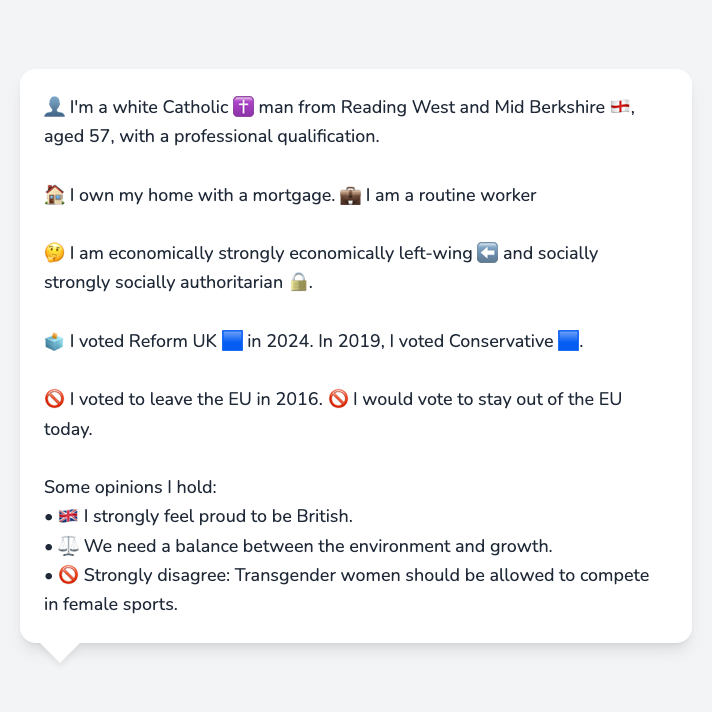 👤 I'm a white Catholic ✝️ man from Reading West and Mid Berkshire 🏴󠁧󠁢󠁥󠁮󠁧󠁿,
aged 57, with a professional qualification.
🏠 I own my home with a mortgage. 💼 I am a routine worker
🤔 I am economically strongly economically left-wing ⬅️ and socially
strongly socially authoritarian 🔒.
🗳️ I voted Reform UK 🟦 in 2024. In 2019, I voted Conservative 🟦.
🚫 I voted to leave the EU in 2016. 🚫 I would vote to stay out of the EU
today.
Some opinions I hold:
• 🇬🇧 I strongly feel proud to be British.
• ⚖️ We need a balance between the environment and growth.
• 🚫 Strongly disagree: Transgender women should be allowed to compete
in female sports.